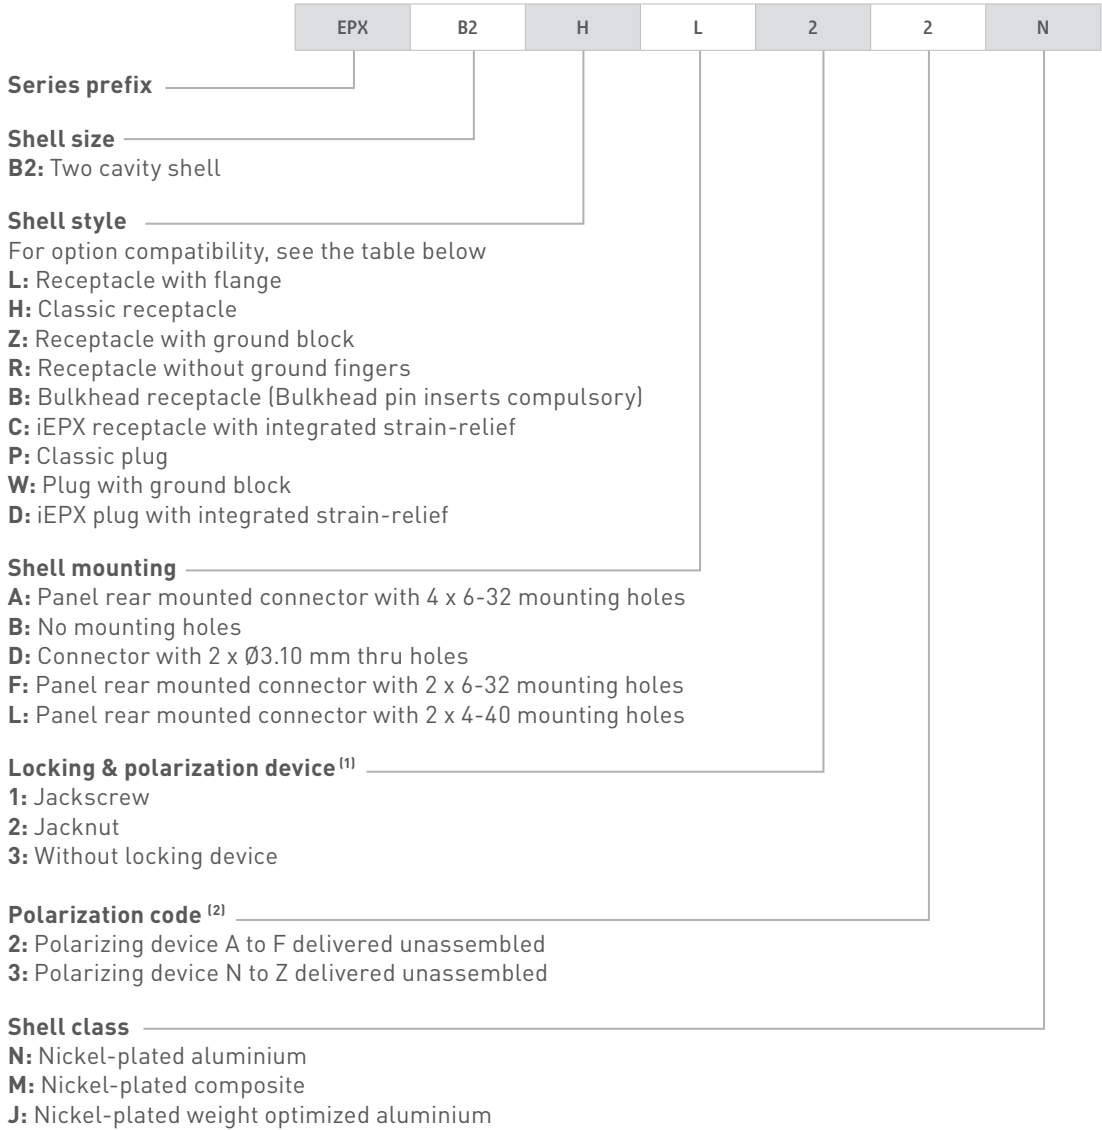 EPX B2 H L 2 2 N
Series prefix
Shell size
B2: Two cavity shell
Shell style
For option compatibility, see the table below
L: Receptacle with flange
H: Classic receptacle
Z: Receptacle with ground block
R: Receptacle without ground fingers
B: Bulkhead receptacle (Bulkhead pin inserts compulsory)
C: iEPX receptacle with integrated strain-relief
P: Classic plug
W: Plug with ground block
D: iEPX plug with integrated strain-relief
Shell mounting
A: Panel rear mounted connector with 4 x 6-32 mounting holes
B: No mounting holes
D: Connector with 2 x Ø3.10 mm thru holes
F: Panel rear mounted connector with 2 x 6-32 mounting holes
L: Panel rear mounted connector with 2 x 4-40 mounting holes
Locking & polarization device (1)
1: Jackscrew
2: Jacknut
3: Without locking device
Polarization code (2)
2: Polarizing device A to F delivered unassembled
3: Polarizing device N to Z delivered unassembled
Shell class
N: Nickel-plated aluminium
M: Nickel-plated composite
J: Nickel-plated weight optimized aluminium